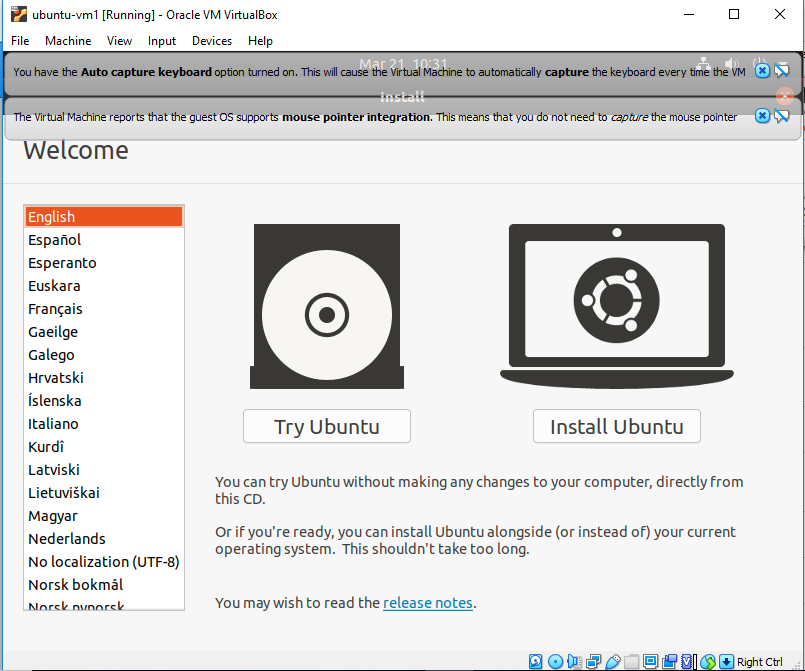 ubuntu-vm1 [Running] - Oracle VM VirtualBox
File Machine View Input Devices Help
Mar 21 10:31
You have the Auto capture keyboard option turned on. This will cause the Virtual Machine to automatically capture the keyboard every time the VM
Install
The Virtual Machine reports that the guest OS supports mouse pointer integration. This means that you do not need to capture the mouse pointer
Welcome
English
Español
Esperanto
Euskara
Français
Gaeilge
Galego
Hrvatski
Íslenska
Italiano
Kurdî
Latviski
Lietuviškai
Magyar
Nederlands
No localization (UTF-8)
Norsk bokmål
Norsk nynorsk
Try Ubuntu
Install Ubuntu
You can try Ubuntu without making any changes to your computer, directly from
this CD.
Or if you're ready, you can install Ubuntu alongside (or instead of) your current
operating system. This shouldn't take too long.
You may wish to read the release notes.
Right Ctrl